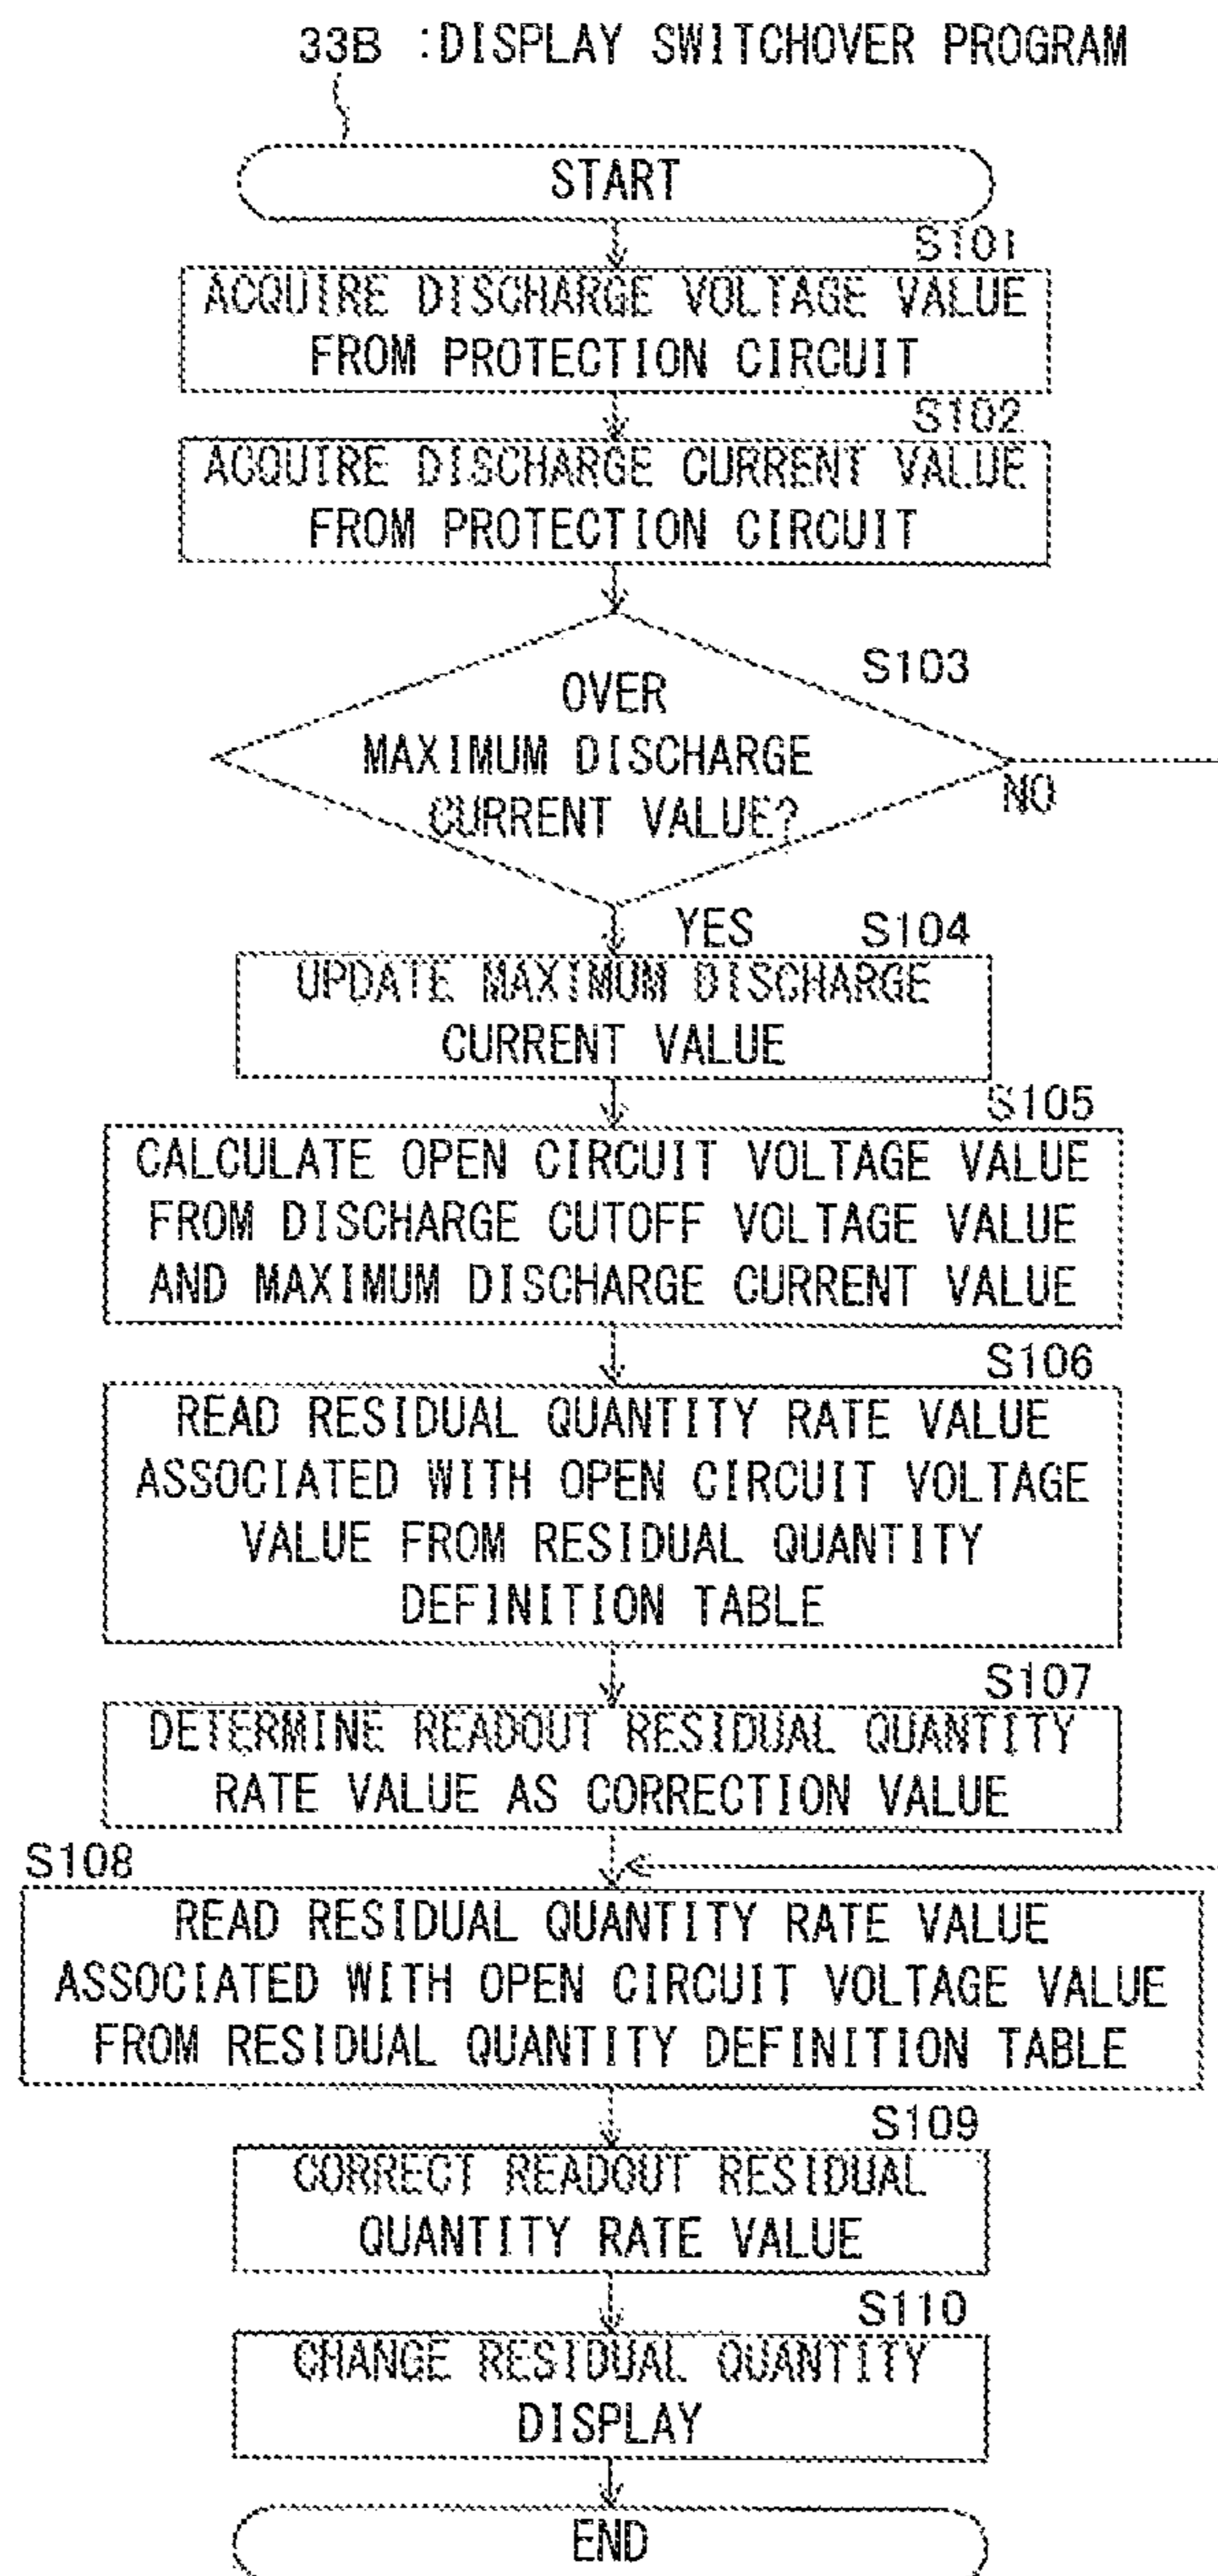 33B :DISPLAY SWITCHOVER PROGRAM
START
S101
ACQUIRE DISCHARGE VOLTAGE VALUE
FROM PROTECTION CIRCUIT
S102
ACQUIRE DISCHARGE CURRENT VALUE
FROM PROTECTION CIRCUIT
S103
OVER
MAXIMUM DISCHARGE
CURRENT VALUE?
NO
YES
S104
UPDATE MAXIMUM DISCHARGE
CURRENT VALUE
S105
CALCULATE OPEN CIRCUIT VOLTAGE VALUE
FROM DISCHARGE CUTOFF VOLTAGE VALUE
AND MAXIMUM DISCHARGE CURRENT VALUE
S106
READ RESIDUAL QUANTITY RATE VALUE
ASSOCIATED WITH OPEN CIRCUIT VOLTAGE
VALUE FROM RESIDUAL QUANTITY
DEFINITION TABLE
S107
DETERMINE READOUT RESIDUAL QUANTITY
RATE VALUE AS CORRECTION VALUE
S108
READ RESIDUAL QUANTITY RATE VALUE
ASSOCIATED WITH OPEN CIRCUIT VOLTAGE VALUE
FROM RESIDUAL QUANTITY DEFINITION TABLE
S109
CORRECT READOUT RESIDUAL
QUANTITY RATE VALUE
S110
CHANGE RESIDUAL QUANTITY
DISPLAY
END